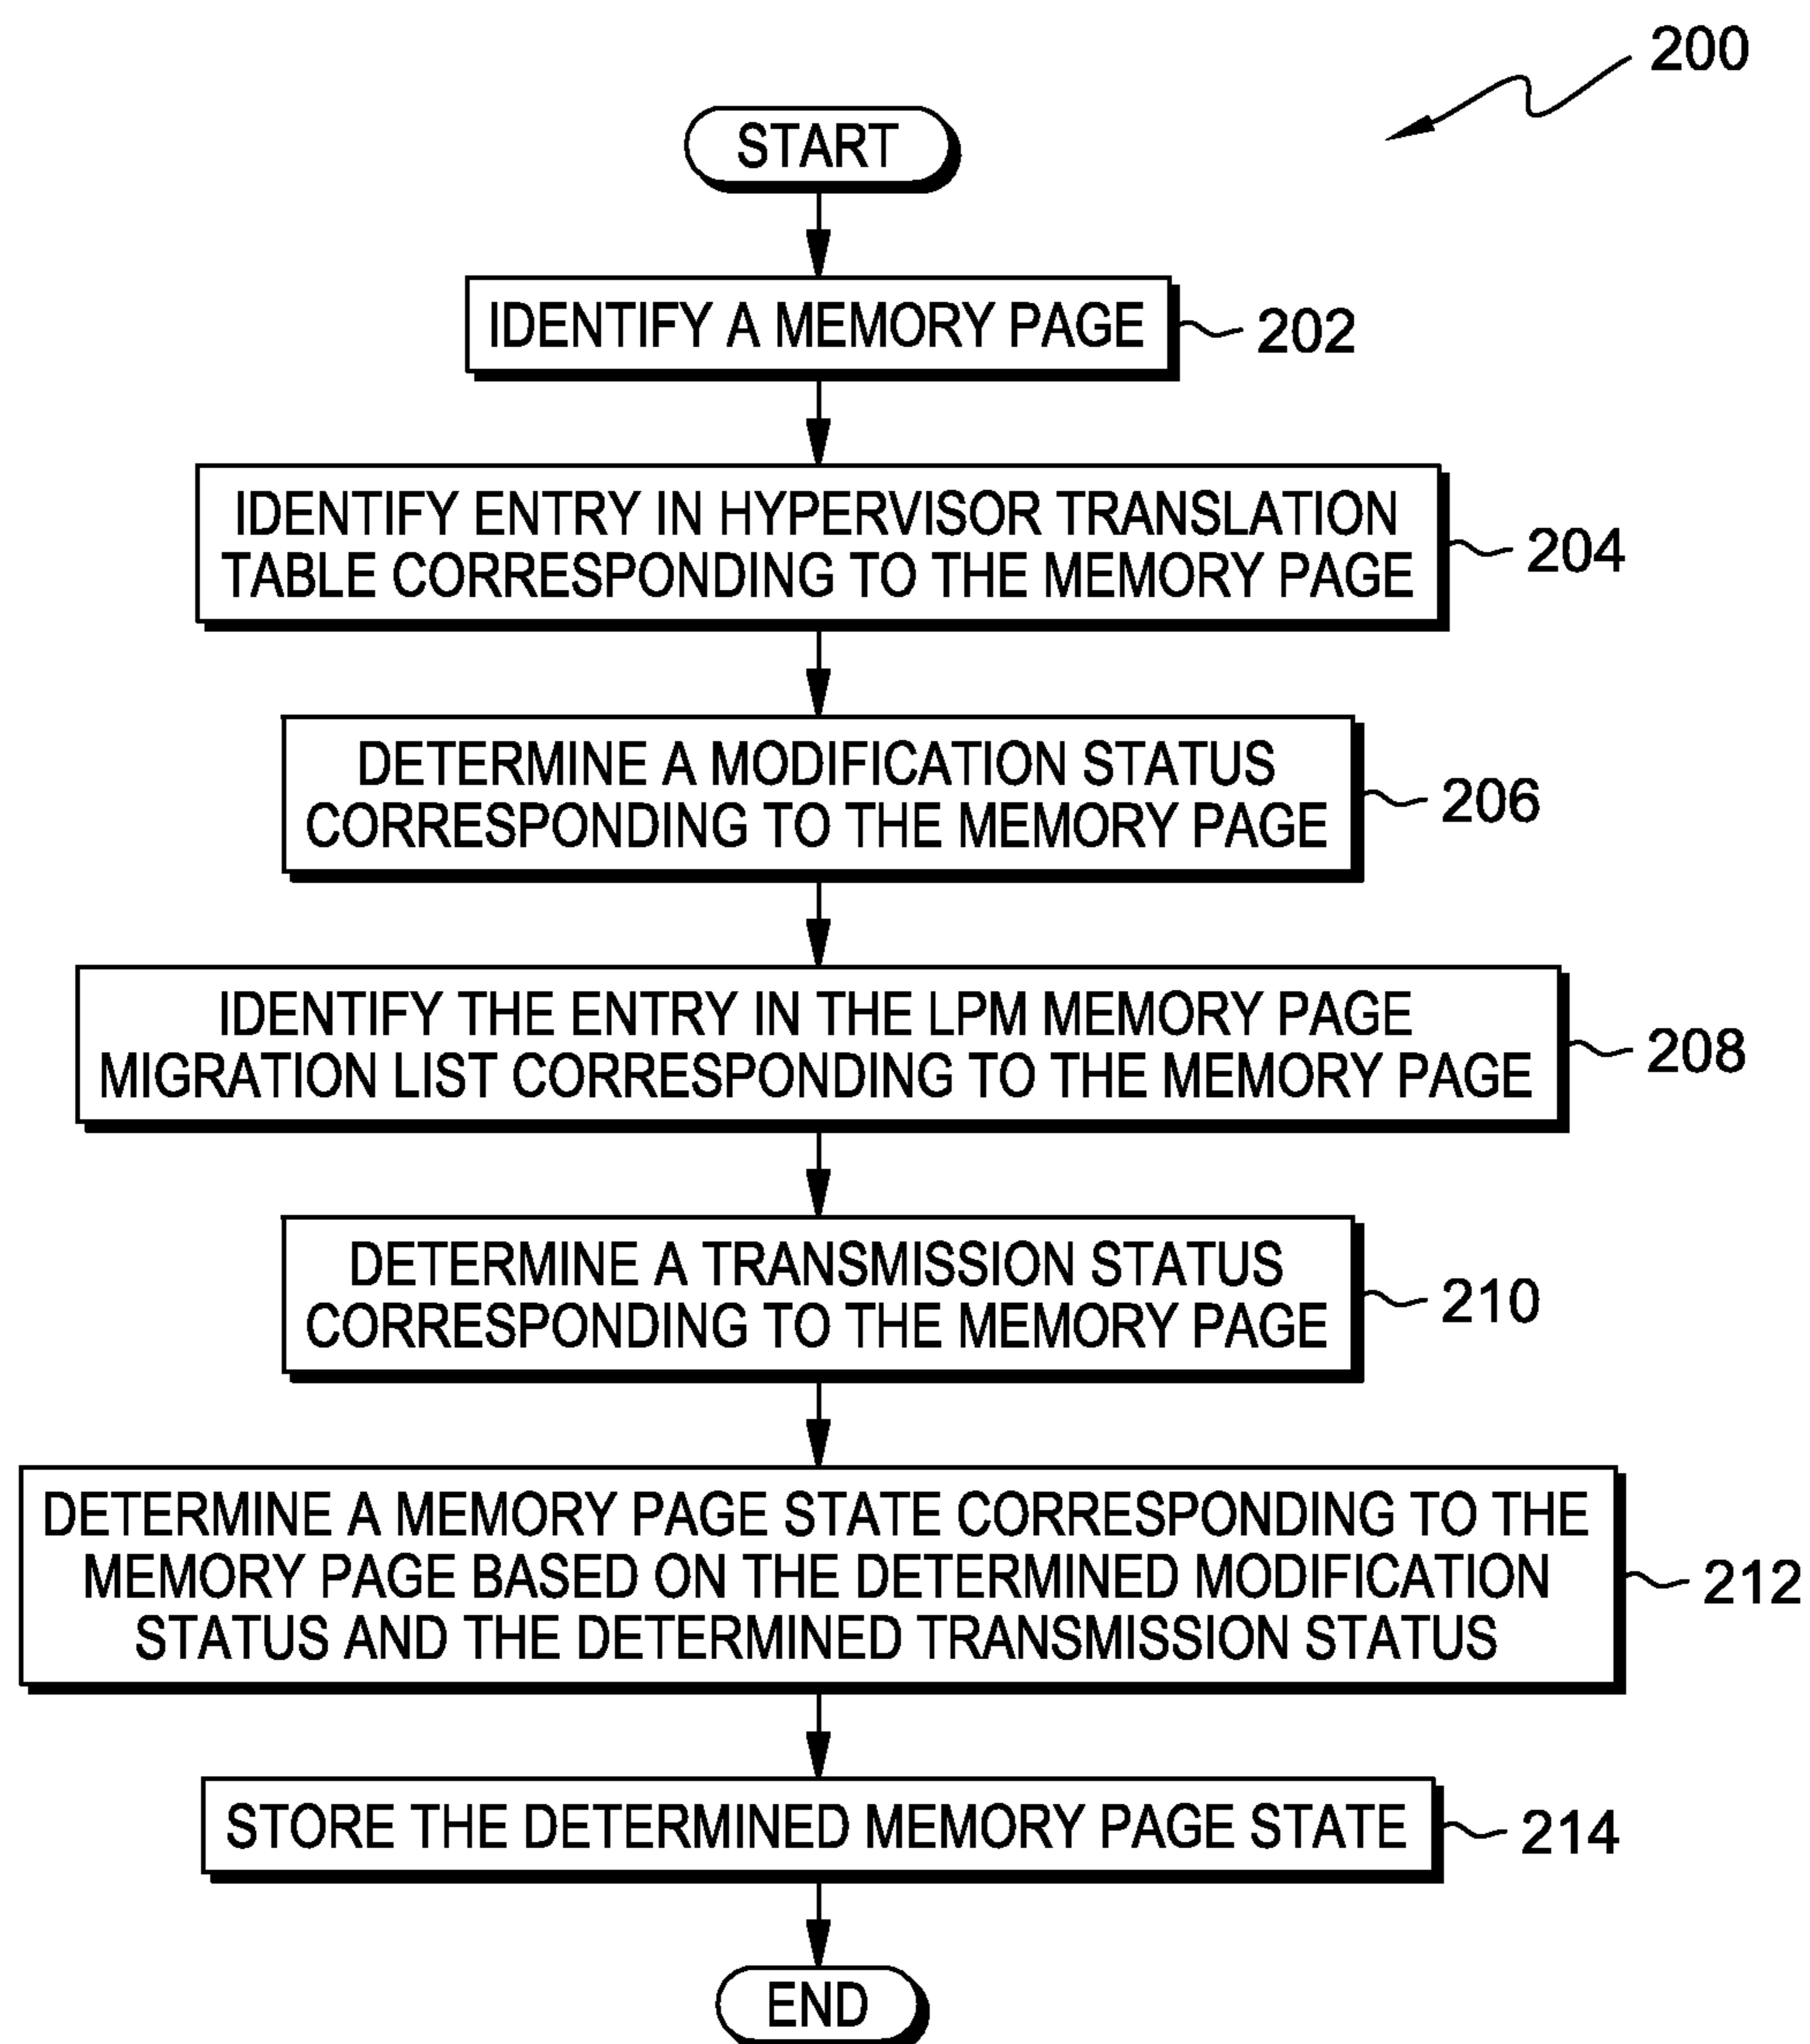 200
START
IDENTIFY A MEMORY PAGE
202
IDENTIFY ENTRY IN HYPERVISOR TRANSLATION
TABLE CORRESPONDING TO THE MEMORY PAGE
204
DETERMINE A MODIFICATION STATUS
CORRESPONDING TO THE MEMORY PAGE
206
IDENTIFY THE ENTRY IN THE LPM MEMORY PAGE
MIGRATION LIST CORRESPONDING TO THE MEMORY PAGE
208
DETERMINE A TRANSMISSION STATUS
CORRESPONDING TO THE MEMORY PAGE
210
DETERMINE A MEMORY PAGE STATE CORRESPONDING TO THE
MEMORY PAGE BASED ON THE DETERMINED MODIFICATION
STATUS AND THE DETERMINED TRANSMISSION STATUS
212
STORE THE DETERMINED MEMORY PAGE STATE
214
END